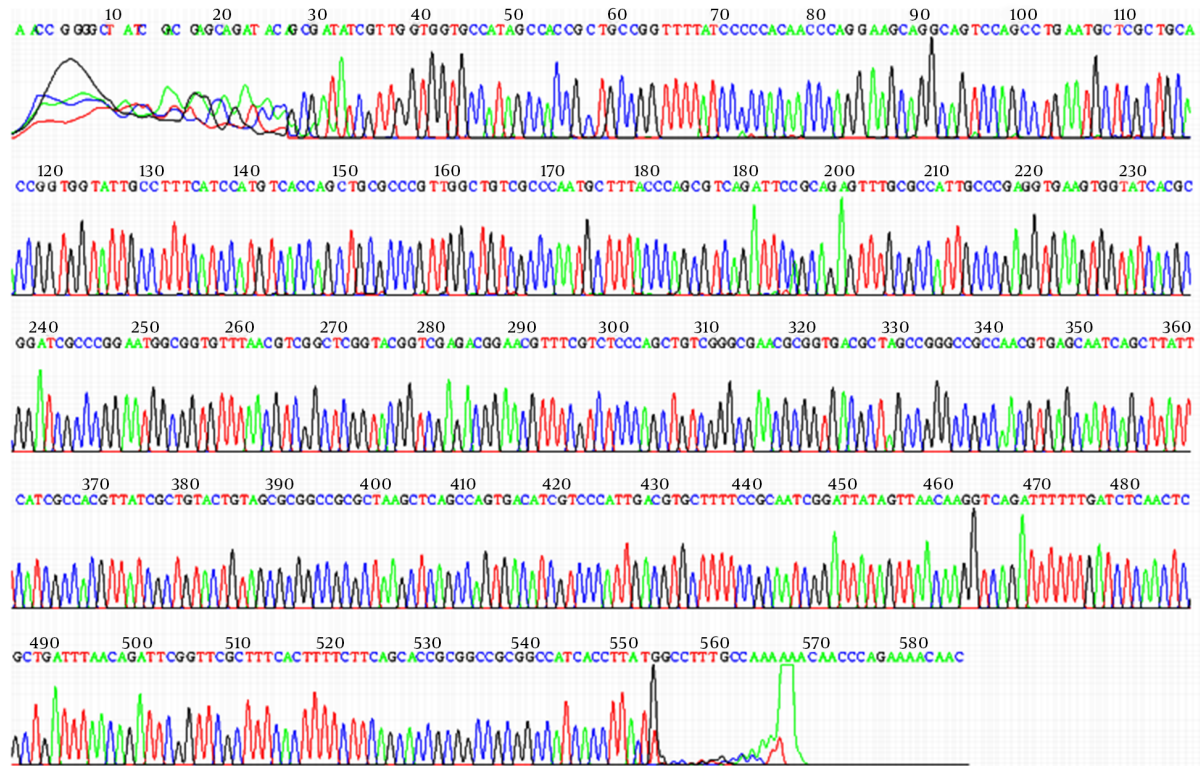 10 20 30 40 50 60 70 80 90 100 110
A ACC GGGGCT ATC GC GAGCAGAT ACAGCGATATCGTTGGTGGTGCCATAGCCACCGCTGCCGGTTTTATCCCCCACAACCCAGGAAGCAGGCAGTCCAGCCTGAATGCTCGCTGCA
120 130 140 150 160 170 180 180 200 210 220 230
CCGGTGGTATTGCCTTTCATCCATGTCACCAGCTGCGCCCGTTGGCTGTCGCCCAATGCTTTACCCAGCGTCAGATTCCGCAGAGTTTGCGCCATTGCCCGAGGTGAAGTGGTATCACGC
240 250 260 270 280 290 300 310 320 330 340 350 360
GGATCGCCCGGAATGGCGGTGTTTAACGTCGGCTCGGTACGGTCGAGACGGAACGTTTCGTCTCCCAGCTGTCGGGCGAACGCGGTGACGCTAGCCGGGCCGCCAACGTGAGCAATCAGCTTATT
370 380 390 400 410 420 430 440 450 460 470 480
CATCGCCACGTTATCGCTGTACTGTAGCGCGGCCGCGCTAAGCTCAGCCAGTGACATCGTCCCATTGACGTGCTTTTCCGCAATCGGATTATAGTTAACAAGGTCAGATTTTTTGATCTCAACTC
490 500 510 520 530 540 550 560 570 580
GCTGATTTAACAGATTCGGTTCGCTTTCACTTTTCTTCAGCACCGCGGCCGCGGCCATCACCTTATGGCCTTTGCCAAAAAACAACCCAGAAAACAAC